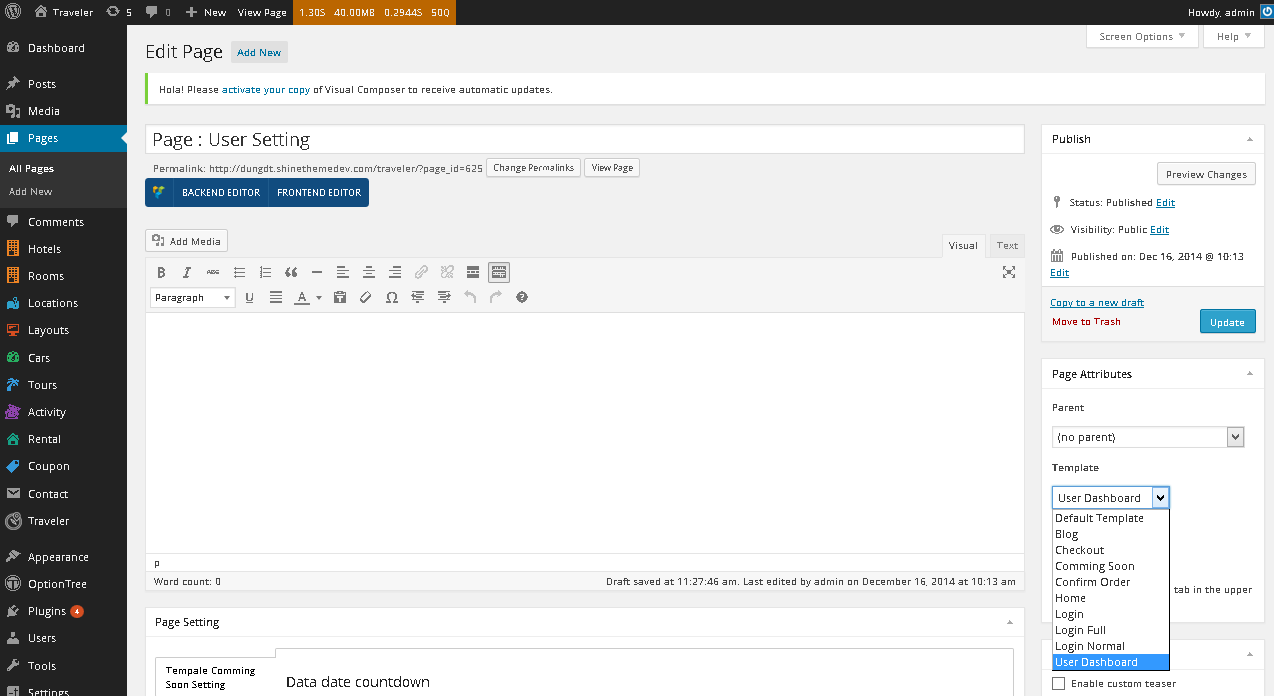 Traveler 5 0 New View Page 1.30S 40.00MB 0.2944S 50Q Howdy, admin
Dashboard
Posts
Media
Pages
All Pages
Add New
Comments
Hotels
Rooms
Locations
Layouts
Cars
Tours
Activity
Rental
Coupon
Contact
Traveler
Appearance
OptionTree
Plugins 4
Users
Tools
Settings
Screen Options Help
Edit Page Add New
Hola! Please activate your copy of Visual Composer to receive automatic updates.
Page : User Setting
Permalink: http://dungdt.shinethemedev.com/traveler/?page_id=625 Change Permalinks View Page
BACKEND EDITOR FRONTEND EDITOR
Add Media
Visual Text
B I ABC
Paragraph U A
p
Word count: 0 Draft saved at 11:27:46 am. Last edited by admin on December 16, 2014 at 10:13 am
Page Setting
Tempale Comming
Soon Setting
Data date countdown
Publish
Preview Changes
Status: Published Edit
Visibility: Public Edit
Published on: Dec 16, 2014 @ 10:13
Edit
Copy to a new draft
Move to Trash Update
Page Attributes
Parent
(no parent)
Template
User Dashboard
Default Template
Blog
Checkout
Comming Soon
Confirm Order
Home
Login
Login Full
Login Normal
User Dashboard
tab in the upper
Enable custom teaser